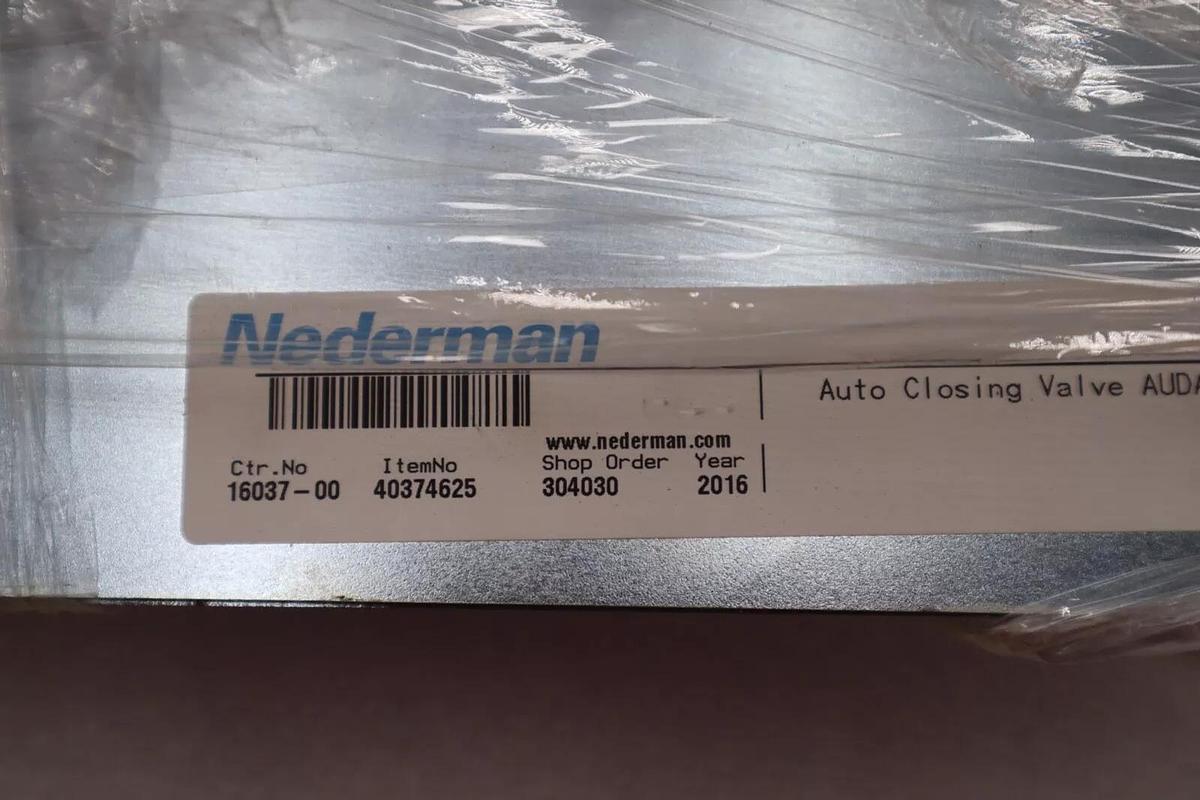 Nederman
Auto Closing Valve AUDA
www.nederman.com
Ctr.No ItemNo Shop Order Year
16037-00 40374625 304030 2016